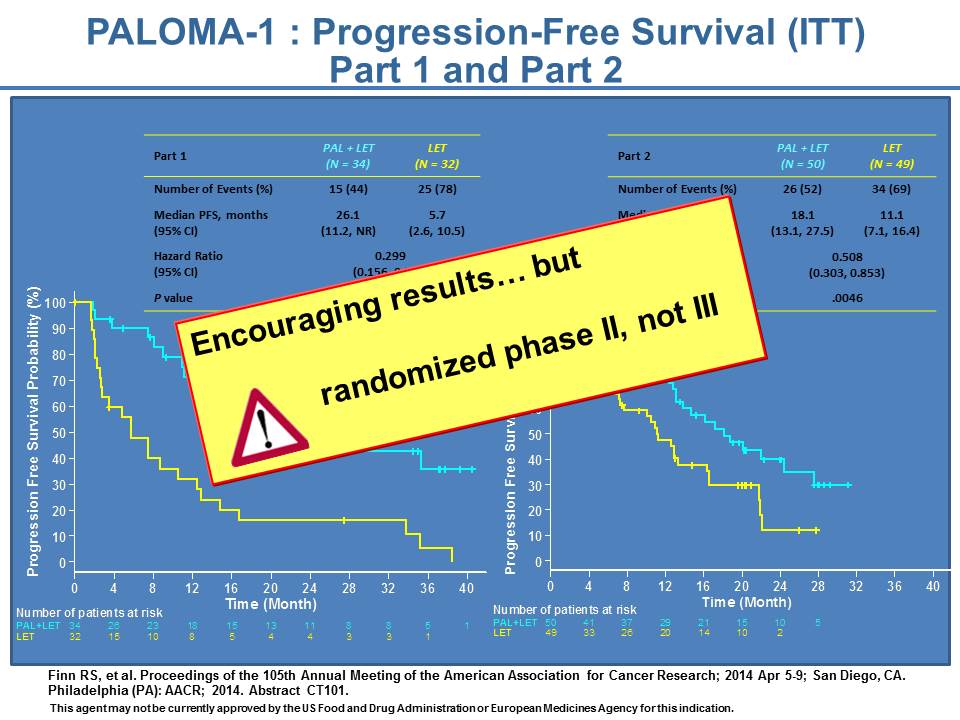 PALOMA-1 : Progression-Free Survival (ITT)
Part 1 and Part 2
Part 1 PAL + LET (N = 34) LET (N = 32)
Number of Events (%) 15 (44) 25 (78)
Median PFS, months (95% CI) 26.1 (11.2, NR) 5.7 (2.6, 10.5)
Hazard Ratio (95% CI) 0.299 (0.156,
P value
Part 2 PAL + LET (N = 50) LET (N = 49)
Number of Events (%) 26 (52) 34 (69)
18.1 (13.1, 27.5) 11.1 (7.1, 16.4)
0.508 (0.303, 0.853)
.0046
Encouraging results… but
randomized phase II, not III
!
Progression Free Survival Probability (%)
100
90
80
70
60
50
40
30
20
10
0
0 4 8 12 16 20 24 28 32 36 40
Time (Month)
Number of patients at risk
PAL+LET 34 26 23 18 15 13 11 8 8 5 1
LET 32 15 10 8 5 4 4 3 3 1
Progression Free
50
40
30
20
10
0
0 4 8 12 16 20 24 28 32 36 40
Time (Month)
Number of patients at risk
PAL+LET 50 41 37 29 21 15 10 5
LET 49 33 26 20 14 10 2
Finn RS, et al. Proceedings of the 105th Annual Meeting of the American Association for Cancer Research; 2014 Apr 5-9; San Diego, CA.
Philadelphia (PA): AACR; 2014. Abstract CT101.
This agent may not be currently approved by the US Food and Drug Administration or European Medicines Agency for this indication.